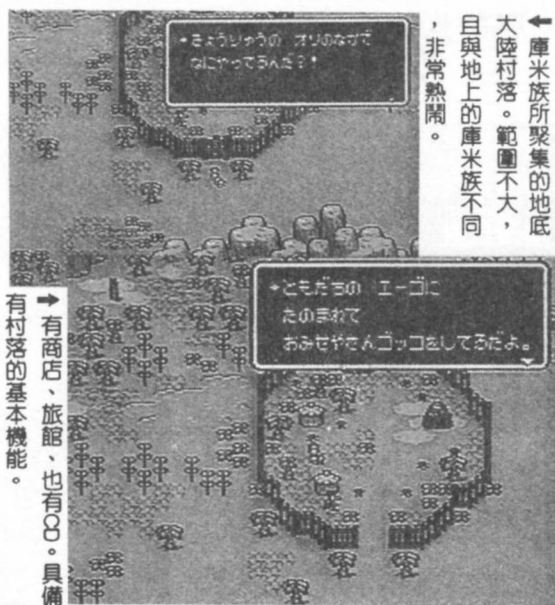 ←庫米族所聚集的地底
大陸村落。範圍不大，
且與地上的庫米族不同
，非常熱鬧。
*きょうりゅうの オリのなかで
なにやってるんだ？*
*ともだちの エーゴに
たのまれて
おみせやさんゴッコをしてるだよ。
→有商店、旅館、也有CD。具備
有村落的基本機能。